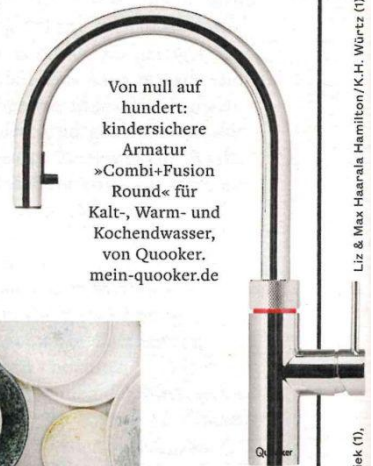 Von null auf
hundert:
kindersichere
Armatur
»Combi+Fusion
Round« für
Kalt-, Warm- und
Kochendwasser,
von Quooker.
mein-quooker.de
Liz & Max Haarala Hamilton/K.H. Würtz (1)
(1),
Quooker